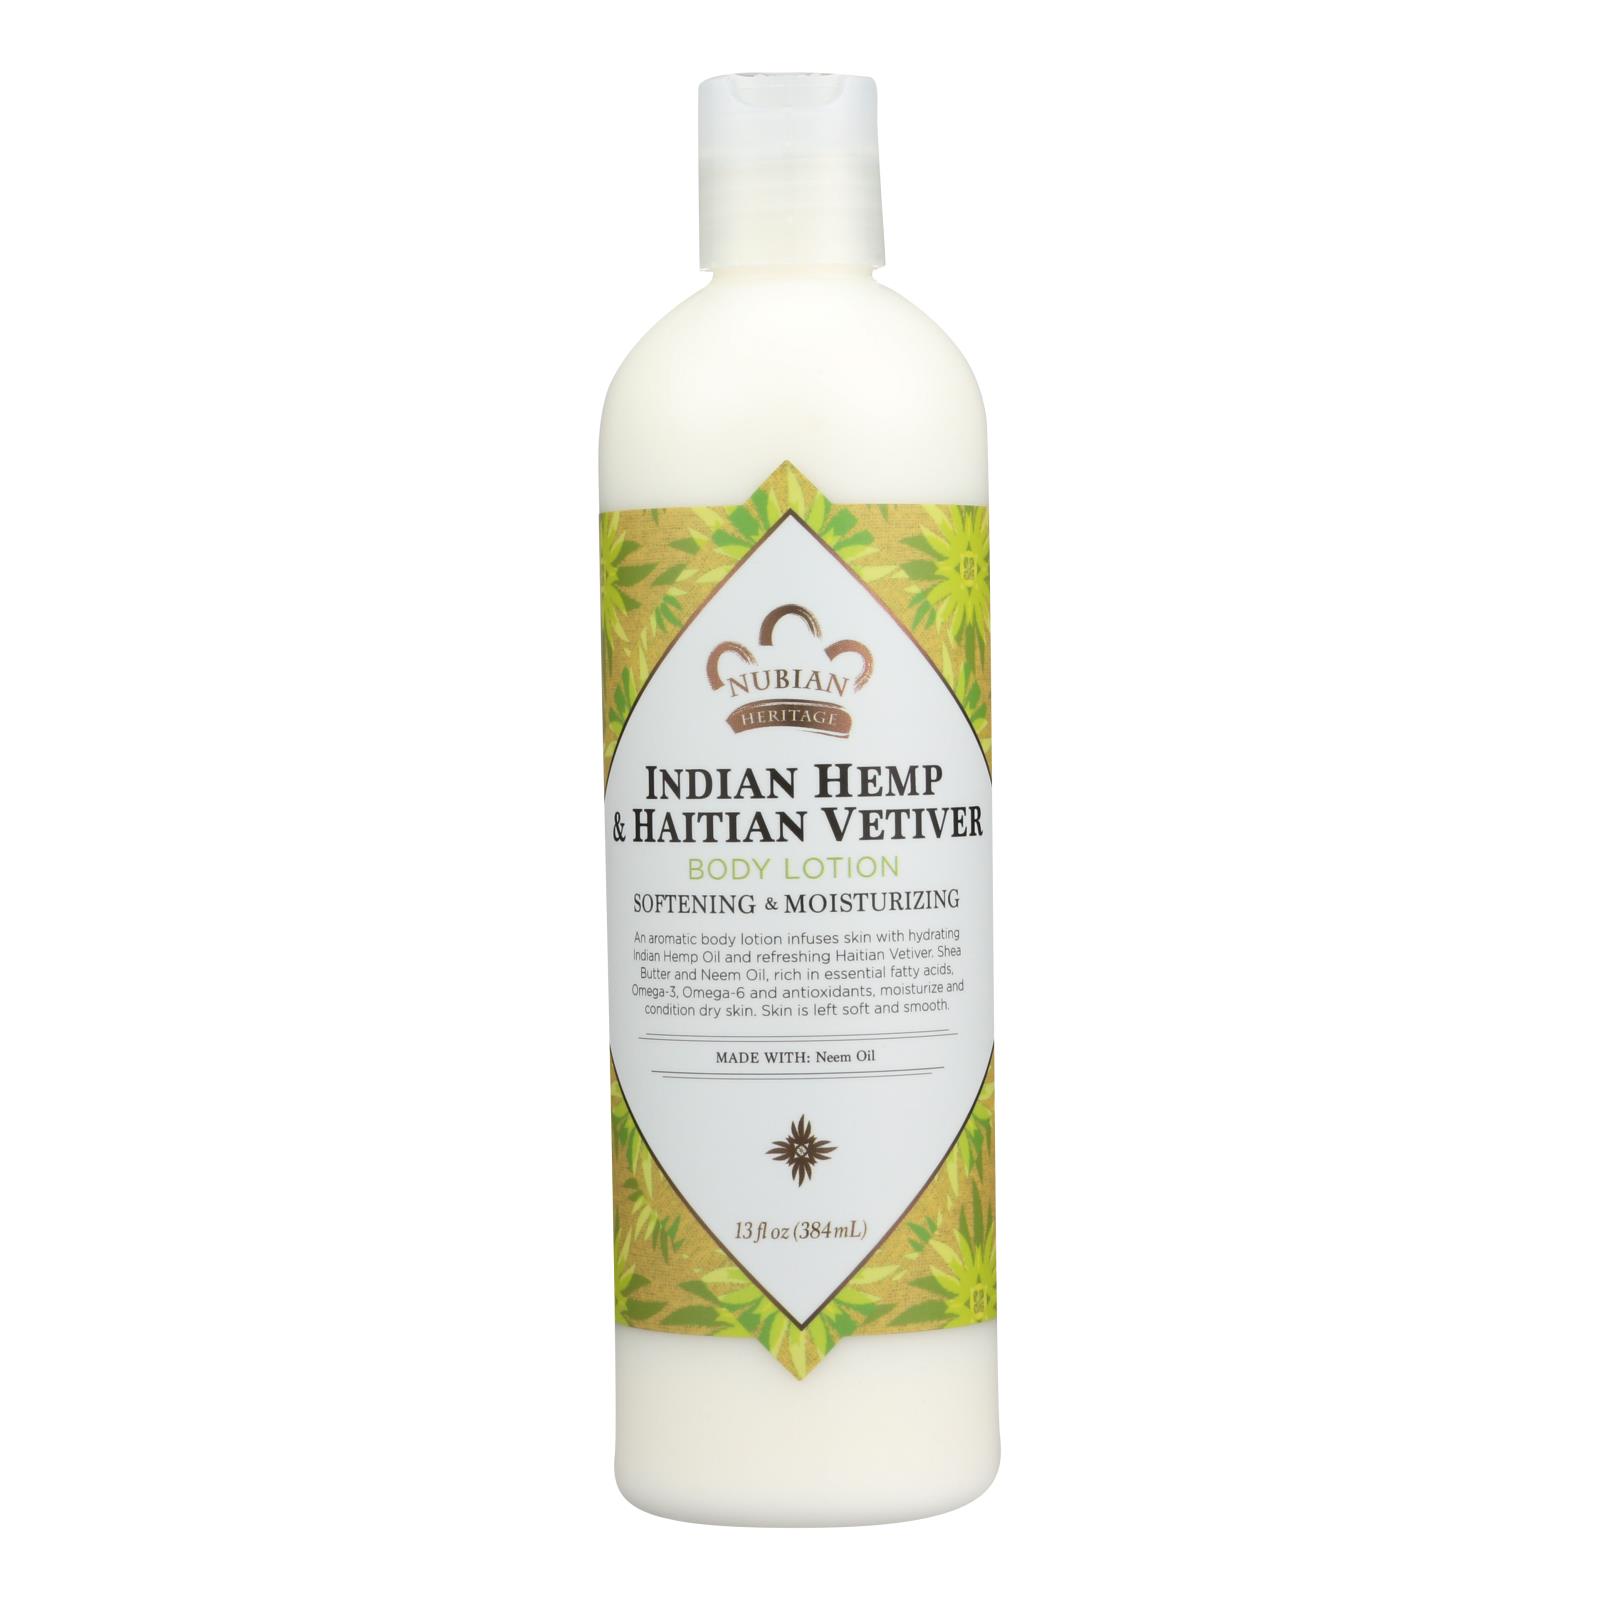 NUBIAN
HERITAGE
INDIAN HEMP
& HAITIAN VETIVER
BODY LOTION
SOFTENING & MOISTURIZING
An aromatic body lotion infuses skin with hydrating
Indian Hemp Oil and refreshing Haitian Vetiver. Shea
Butter and Neem Oil, rich in essential fatty acids,
Omega-3, Omega-6 and antioxidants, moisturize and
condition dry skin. Skin is left soft and smooth.
MADE WITH: Neem Oil
13 fl oz (384 mL)